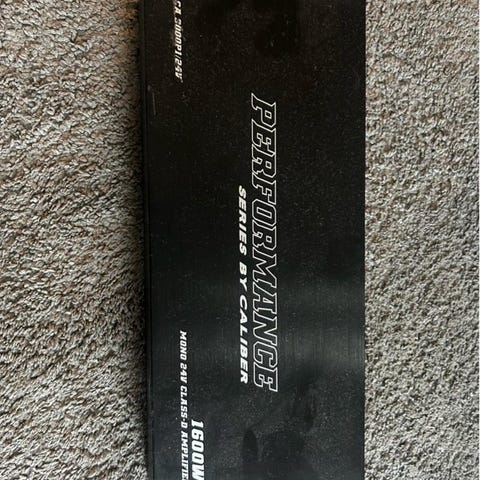 PERFORMANCE
SERIES BY CALIBER
1600W
MONO 24V CLASS-D